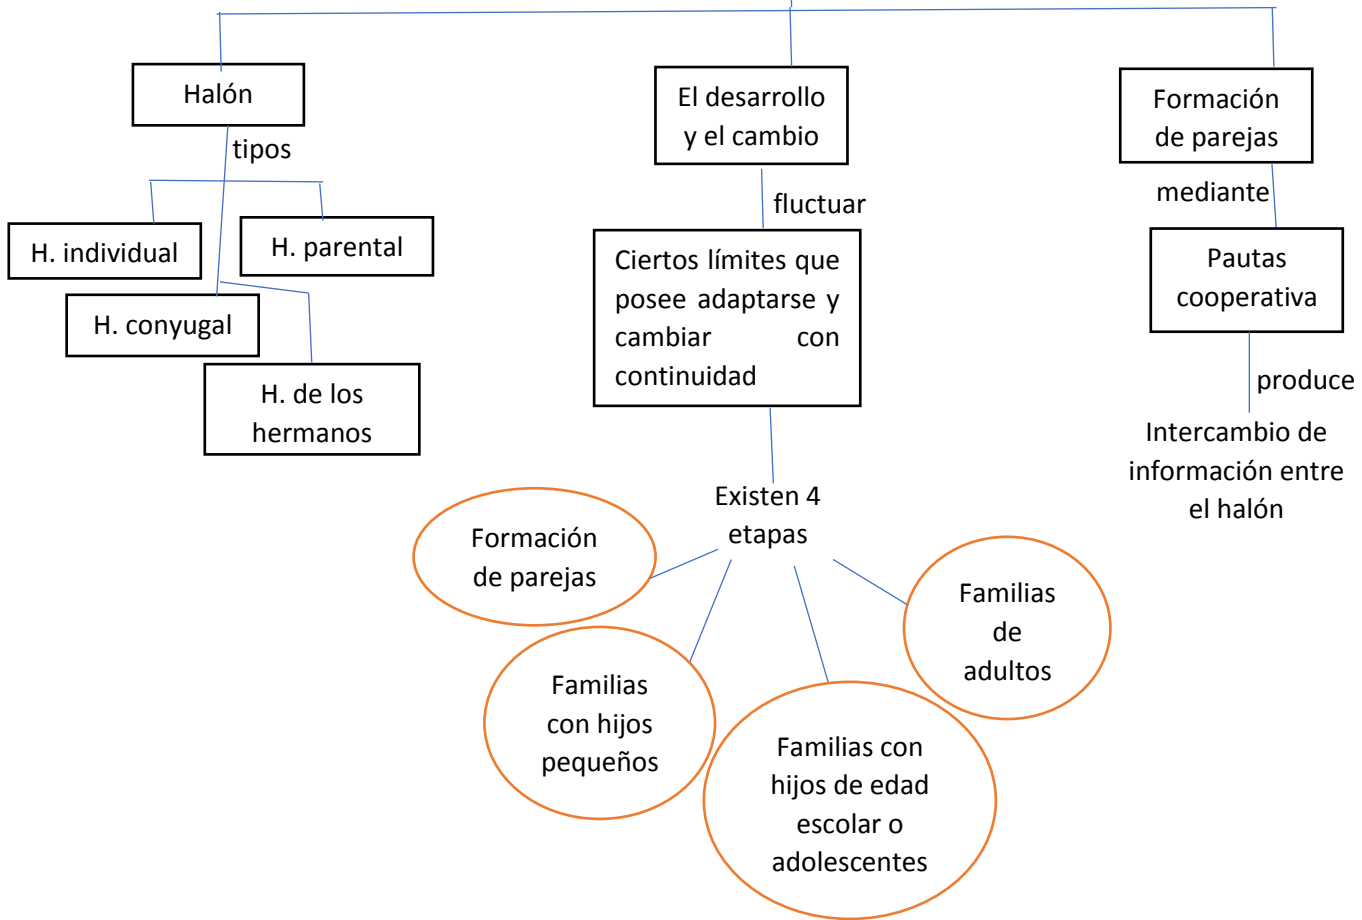 Halón
tipos
H. individual
H. parental
H. conyugal
H. de los
hermanos
El desarrollo
y el cambio
fluctuar
Ciertos límites que
posee adaptarse y
cambiar con
continuidad
Existen 4
etapas
Formación
de parejas
Familias
con hijos
pequeños
Familias con
hijos de edad
escolar o
adolescentes
Familias
de
adultos
Formación
de parejas
mediante
Pautas
cooperativa
produce
Intercambio de
información entre
el halón